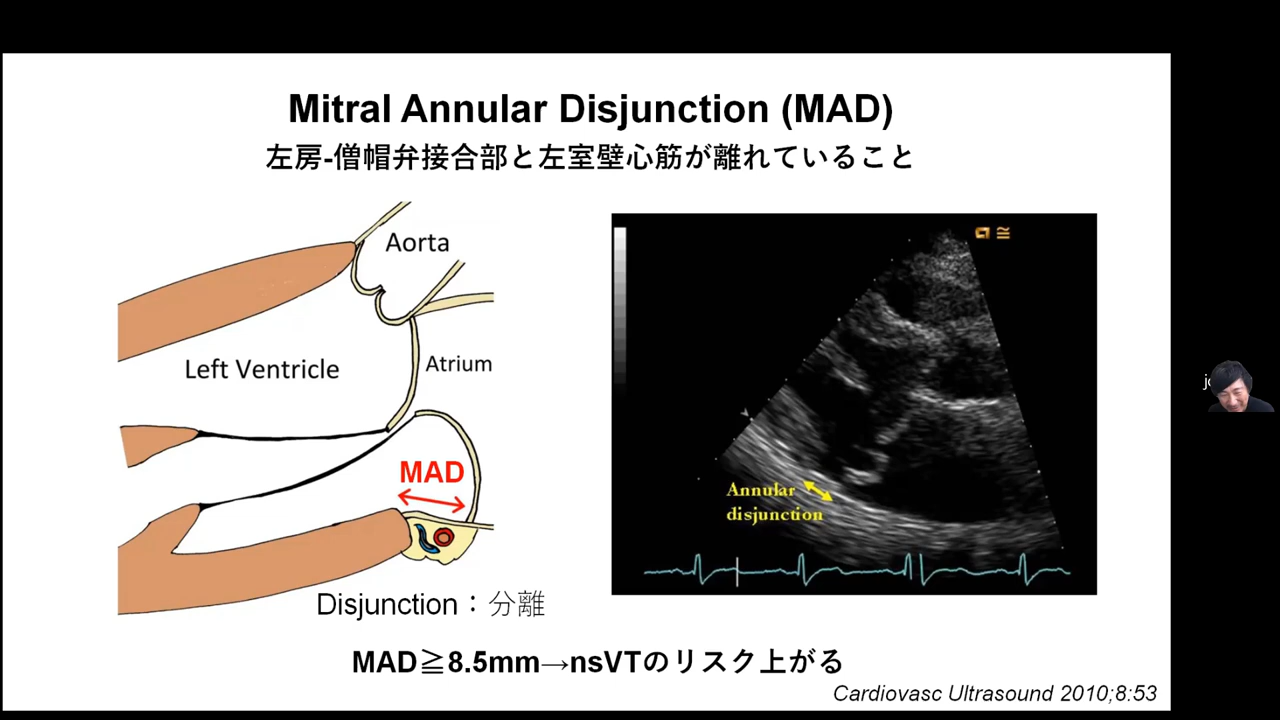 Mitral Annular Disjunction (MAD)
左房-僧帽弁接合部と左室壁心筋が離れていること
Aorta
Left Ventricle
Atrium
MAD
Annular
disjunction
Disjunction：分離
MAD≧8.5mm→nsVTのリスク上がる
Cardiovasc Ultrasound 2010;8:53